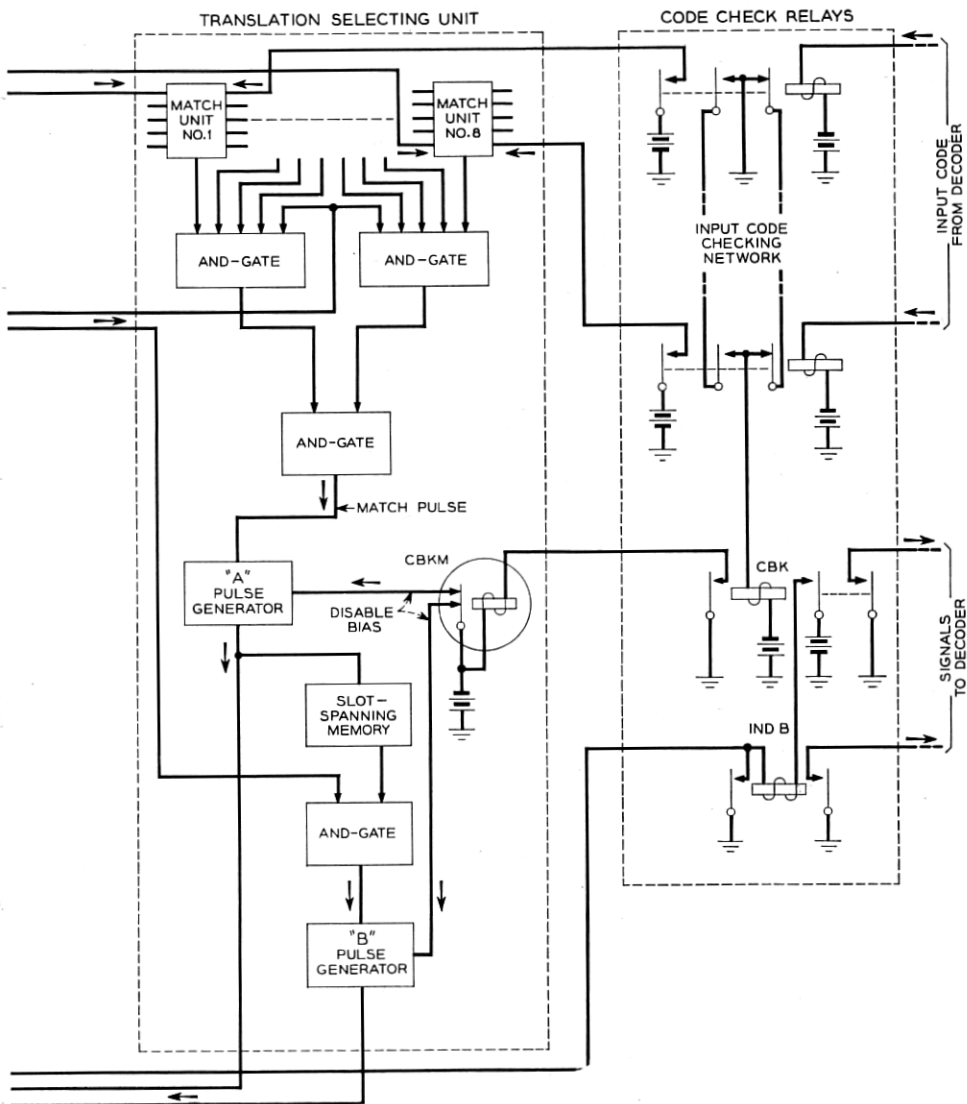 TRANSLATION SELECTING UNIT
CODE CHECK RELAYS
MATCH
UNIT
NO.1
MATCH
UNIT
NO.8
AND-GATE
AND-GATE
INPUT CODE
CHECKING
NETWORK
INPUT CODE
FROM DECODER
AND-GATE
MATCH PULSE
CBKM
"A"
PULSE
GENERATOR
DISABLE
BIAS
CBK
SLOT-
SPANNING
MEMORY
IND B
SIGNALS
TO DECODER
AND-GATE
"B"
PULSE
GENERATOR